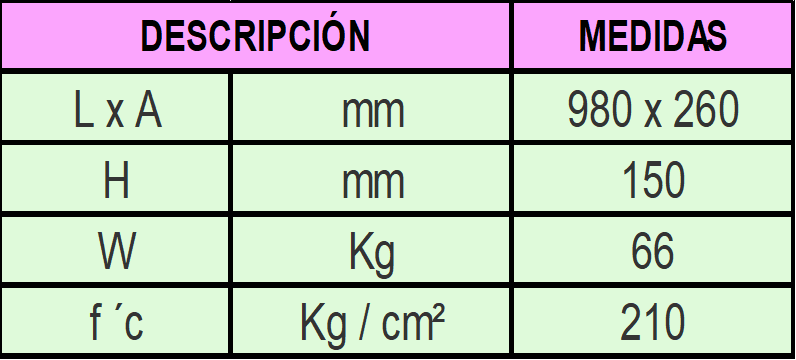 DESCRIPCIÓN MEDIDAS
L x A mm 980 x 260
H mm 150
W Kg 66
f ´c Kg / cm² 210